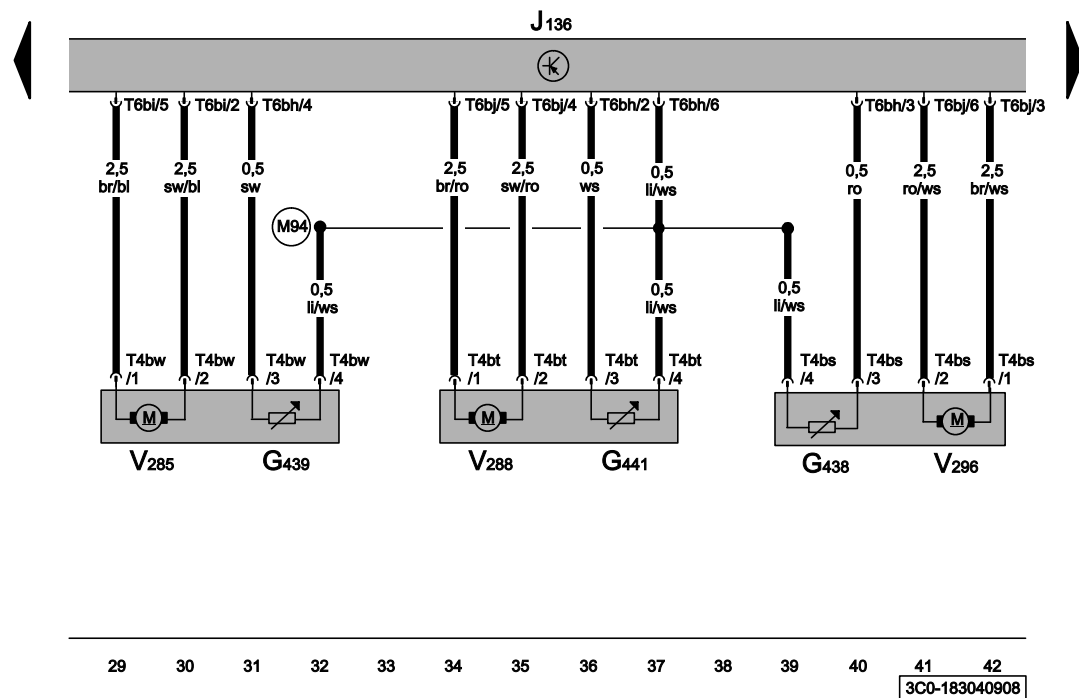 J136
T6bi/5 T6bi/2 T6bh/4 T6bj/5 T6bj/4 T6bh/2 T6bh/6 T6bh/3 T6bj/6 T6bj/3
2,5 2,5 0,5 2,5 2,5 0,5 0,5 0,5 2,5 2,5
br/bl sw/bl sw br/ro sw/ro ws li/ws ro ro/ws br/ws
M94
0,5 0,5 0,5
li/ws li/ws li/ws
T4bw T4bw T4bw T4bw T4bt T4bt T4bt T4bt T4bs T4bs T4bs T4bs
/1 /2 /3 /4 /1 /2 /3 /4 /4 /3 /2 /1
M M M
V285 G439 V288 G441 G438 V296
29 30 31 32 33 34 35 36 37 38 39 40 41 42
3C0-183040908